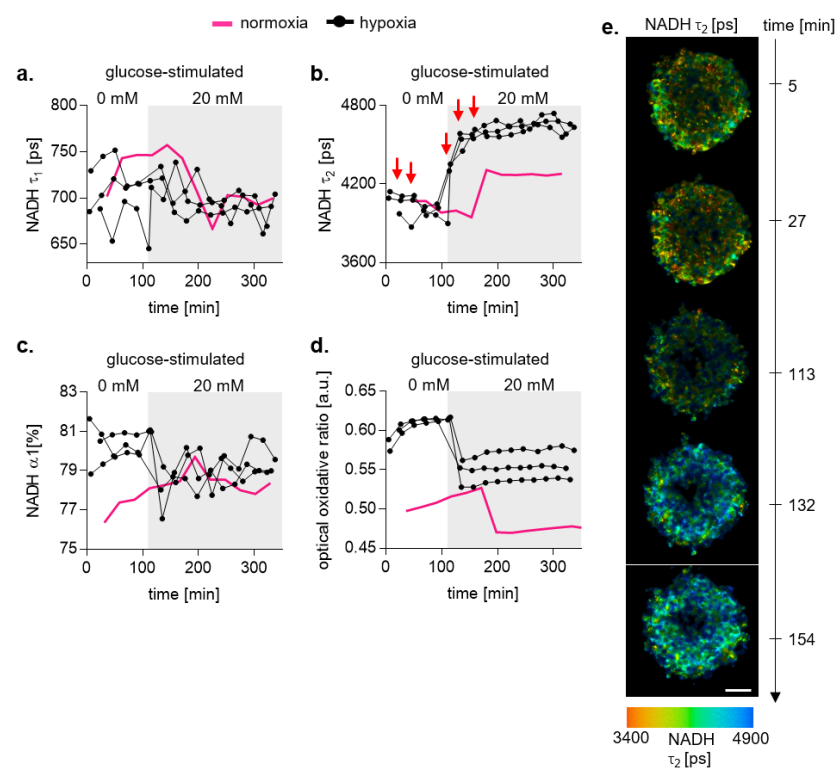 normoxia hypoxia
a.
glucose-stimulated
0 mM 20 mM
800
750
700
650
NADH τ1 [ps]
0 100 200 300
time [min]
b.
glucose-stimulated
0 mM 20 mM
4800
4200
3600
NADH τ2 [ps]
0 100 200 300
time [min]
c.
glucose-stimulated
0 mM 20 mM
83
81
79
77
75
NADH α1[%]
0 100 200 300
time [min]
d.
glucose-stimulated
0 mM 20 mM
0.65
0.60
0.55
0.50
0.45
optical oxidative ratio [a.u.]
0 100 200 300
time [min]
e.
NADH τ2 [ps] time [min]
5
27
113
132
154
3400 NADH 4900
τ2 [ps]